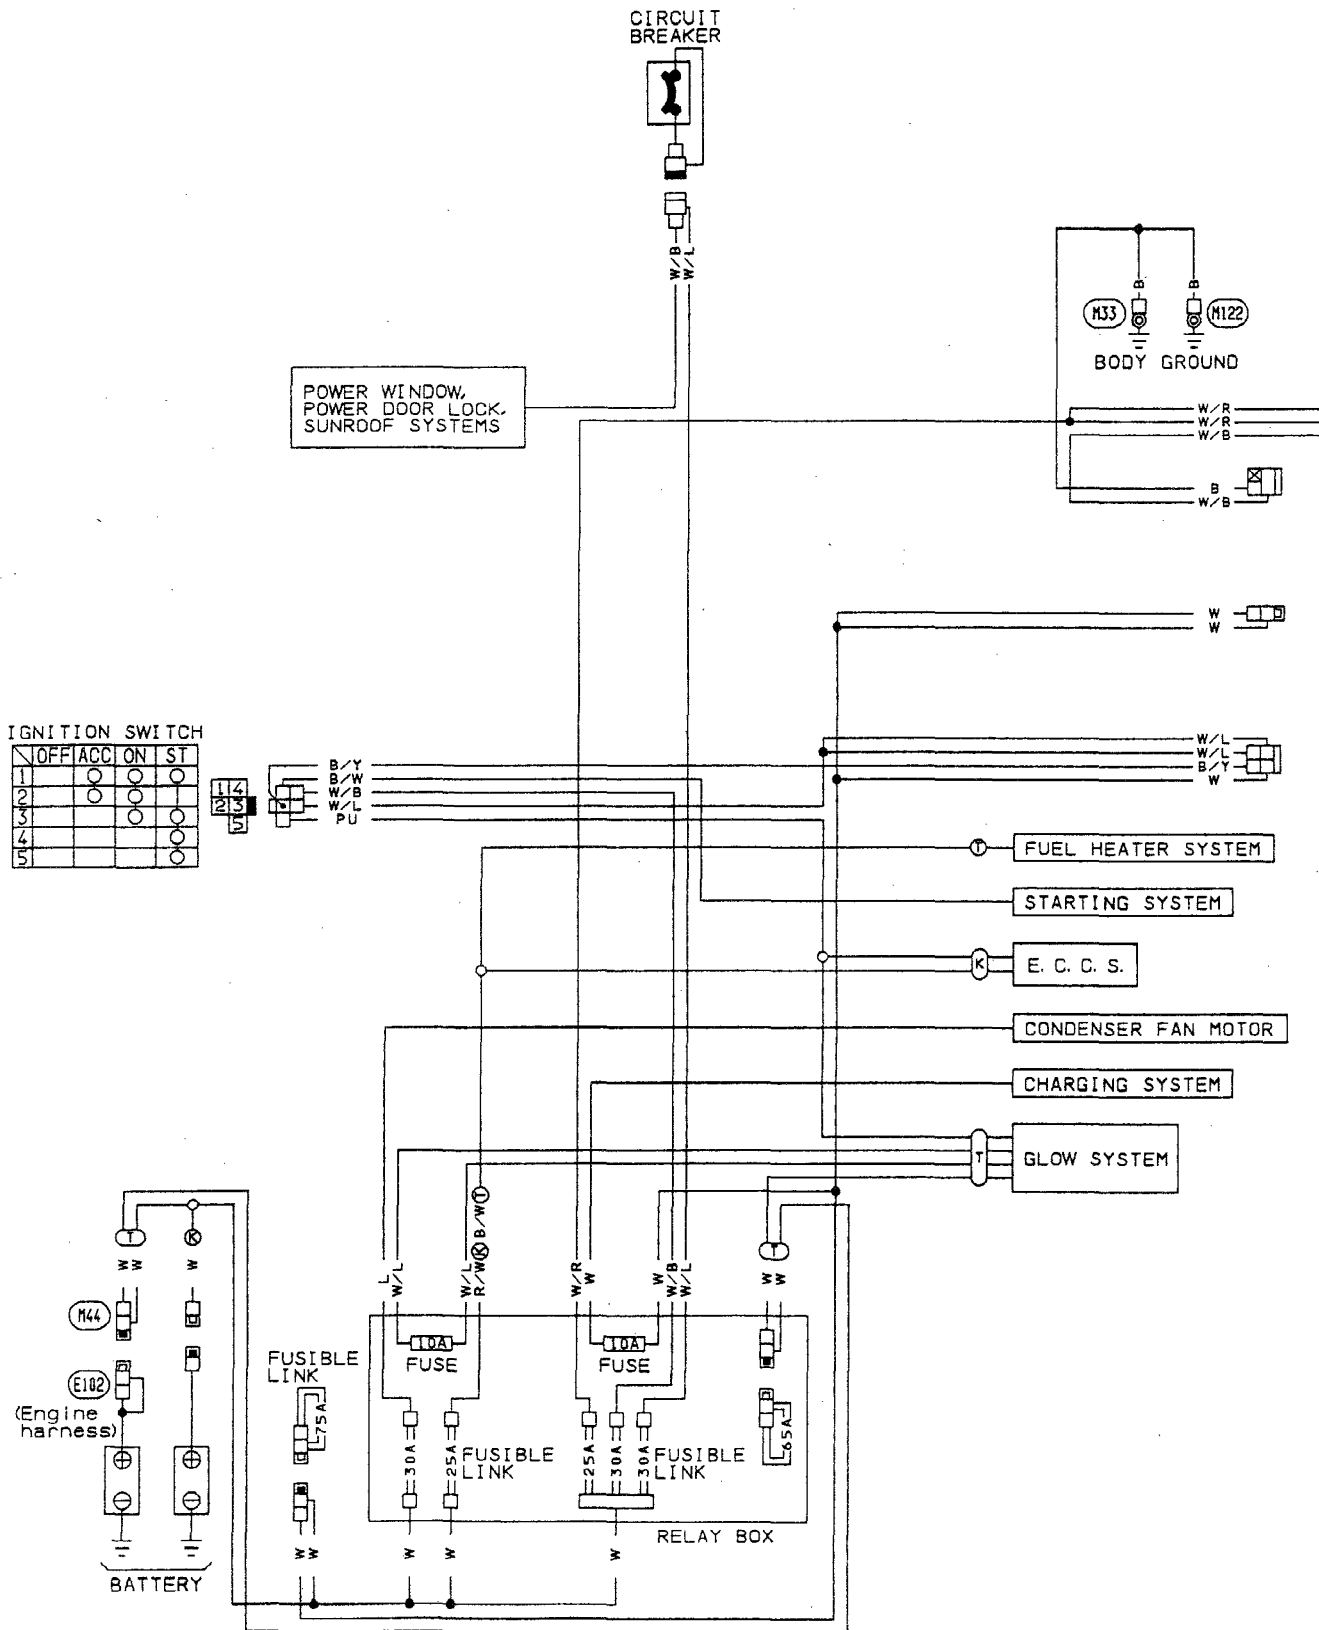 CIRCUIT
BREAKER
W/B
W/L
M33
B
B
M122
BODY GROUND
POWER WINDOW,
POWER DOOR LOCK,
SUNROOF SYSTEMS
W/R
W/R
W/B
B
W/B
W
W
IGNITION SWITCH
OFF ACC ON ST
1
2
3
4
5
1 4
2 3
5
B/Y
B/W
W/B
W/L
PU
W/L
W/L
B/Y
W
T
FUEL HEATER SYSTEM
STARTING SYSTEM
K
E. C. C. S.
CONDENSER FAN MOTOR
CHARGING SYSTEM
T
GLOW SYSTEM
T
K
W
W
W
M44
E102
(Engine
harness)
BATTERY
FUSIBLE
LINK
75A
L
W/L
W/L
R/W K B/W T
W/R
W
W
W/B
W/L
T
W
W
10A
FUSE
10A
FUSE
30A
25A
FUSIBLE
LINK
25A
30A
30A
FUSIBLE
LINK
65A
RELAY BOX
W
W
W
W
W